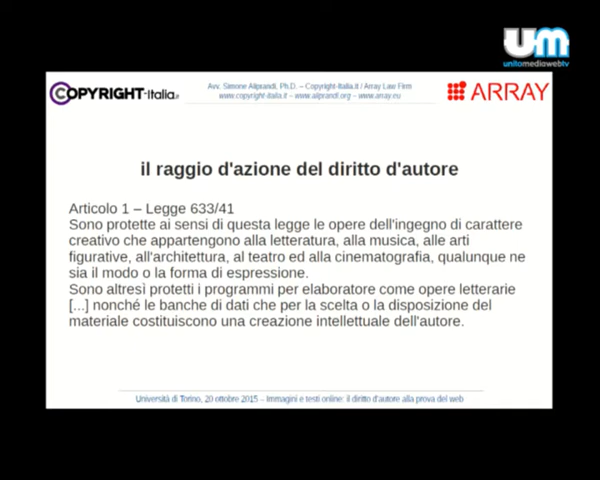 um
unitomediawebtv
COPYRIGHT-Italia.it
Avv. Simone Aliprandi, Ph.D. – Copyright-Italia.it / Array Law Firm
www.copyright-italia.it – www.aliprandi.org – www.array.eu
ARRAY
il raggio d'azione del diritto d'autore
Articolo 1 – Legge 633/41
Sono protette ai sensi di questa legge le opere dell'ingegno di carattere
creativo che appartengono alla letteratura, alla musica, alle arti
figurative, all'architettura, al teatro ed alla cinematografia, qualunque ne
sia il modo o la forma di espressione.
Sono altresì protetti i programmi per elaboratore come opere letterarie
[...] nonché le banche di dati che per la scelta o la disposizione del
materiale costituiscono una creazione intellettuale dell'autore.
Università di Torino, 20 ottobre 2015 – Immagini e testi online: il diritto d'autore alla prova del web